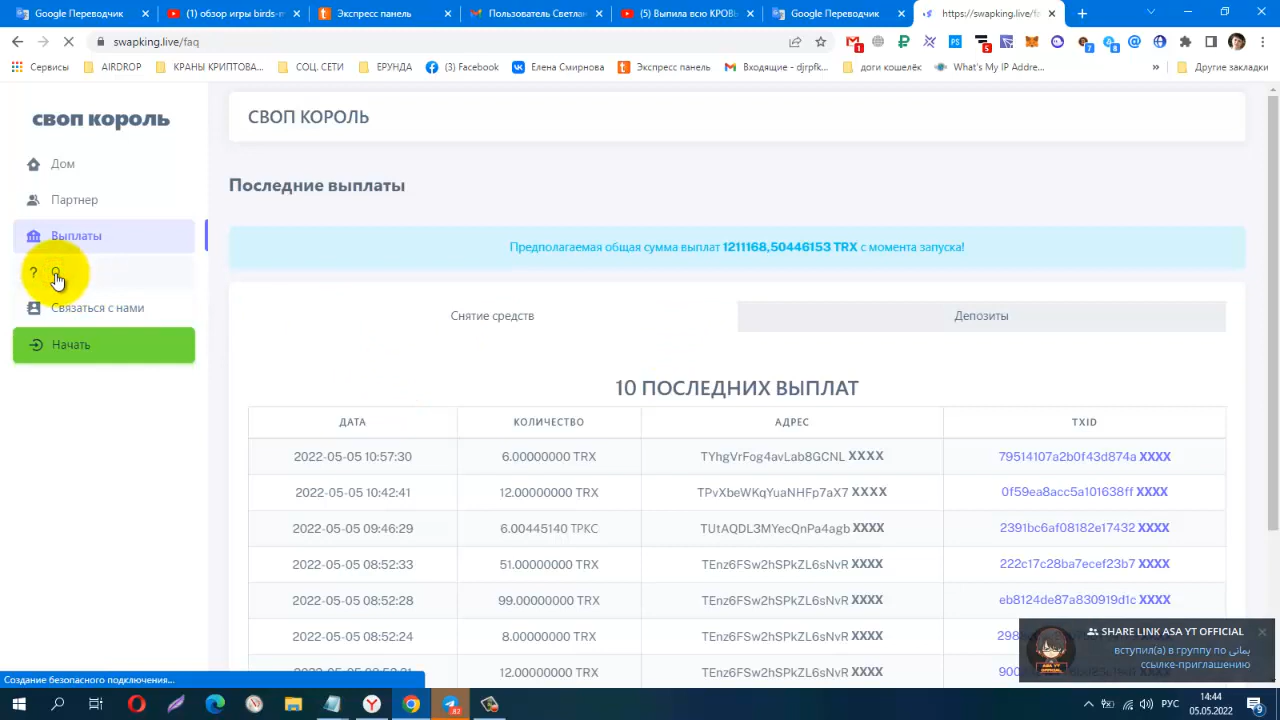 Google Переводчик
(1) обзор игры birds-m
Экспресс панель
Пользователь Светлан
(5) Выпила всю КРОВЬ
Google Переводчик
https://swapking.live/fa
swapking.live/faq
Сервисы
AIRDROP
КРАНЫ КРИПТОВА...
СОЦ. СЕТИ
ЕРУНДА
(3) Facebook
Елена Смирнова
Экспресс панель
Входящие - djrpfk...
доги кошелёк
What's My IP Addre...
»
Другие закладки
своп король
СВОП КОРОЛЬ
Дом
Партнер
Выплаты
? О
Связаться с нами
Начать
Последние выплаты
Предполагаемая общая сумма выплат 1211168,50446153 TRX с момента запуска!
Снятие средств
Депозиты
10 ПОСЛЕДНИХ ВЫПЛАТ
ДАТА КОЛИЧЕСТВО АДРЕС TXID
2022-05-05 10:57:30 6.00000000 TRX TYhgVrFog4avLab8GCNL XXXX 79514107a2b0f43d874a XXXX
2022-05-05 10:42:41 12.00000000 TRX TPvXbeWKqYuaNHFp7aX7 XXXX 0f59ea8acc5a101638ff XXXX
2022-05-05 09:46:29 6.00445140 ТРКС TUtAQDL3MYecQnPa4agb XXXX 2391bc6af08182e17432 XXXX
2022-05-05 08:52:33 51.00000000 TRX TEnz6FSw2hSPkZL6sNvR XXXX 222c17c28ba7ecef23b7 XXXX
2022-05-05 08:52:28 99.00000000 TRX TEnz6FSw2hSPkZL6sNvR XXXX eb8124de87a830919d1c XXXX
2022-05-05 08:52:24 8.00000000 TRX TEnz6FSw2hSPkZL6sNvR XXXX
12.00000000 TRX TEnz6FSw2hSPkZL6sNvR XXXX
SHARE LINK ASA YT OFFICIAL
يمانى вступил(а) в группу по
ссылке-приглашению
Создание безопасного подключения...
РУС
14:44
05.05.2022